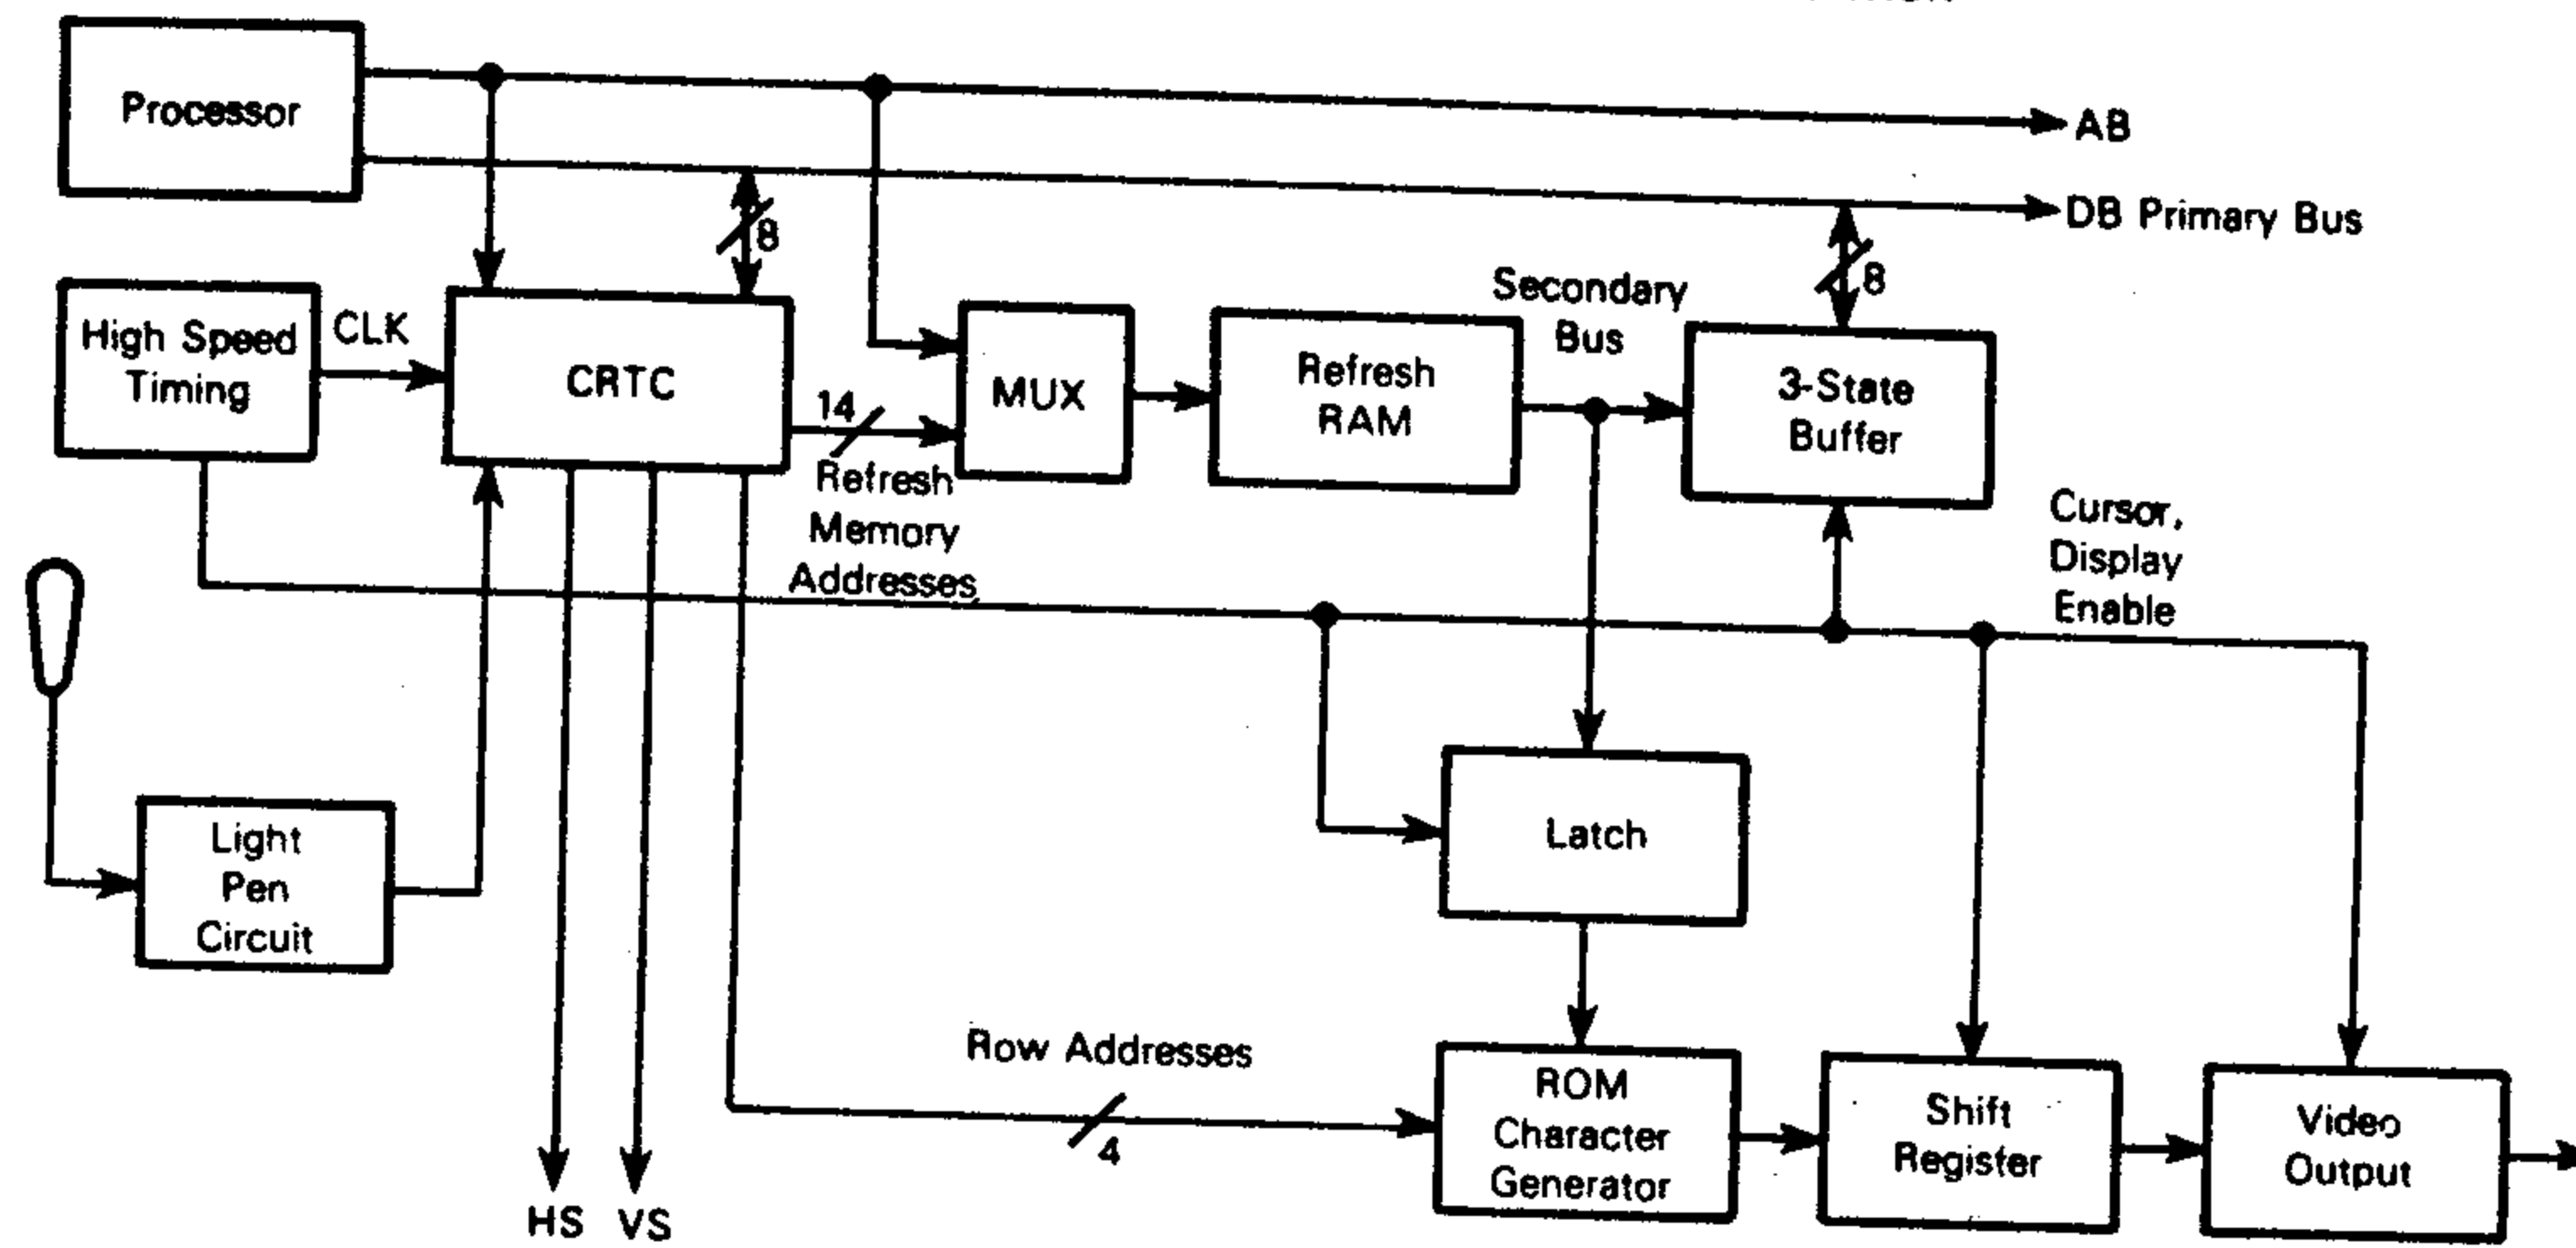 Processor
AB
8
DB Primary Bus
8
High Speed
Timing
CLK
CRTC
14
Refresh
Memory
Addresses
MUX
Refresh
RAM
Secondary
Bus
3-State
Buffer
Cursor,
Display
Enable
Light
Pen
Circuit
Latch
Row Addresses
4
ROM
Character
Generator
Shift
Register
Video
Output
HS VS